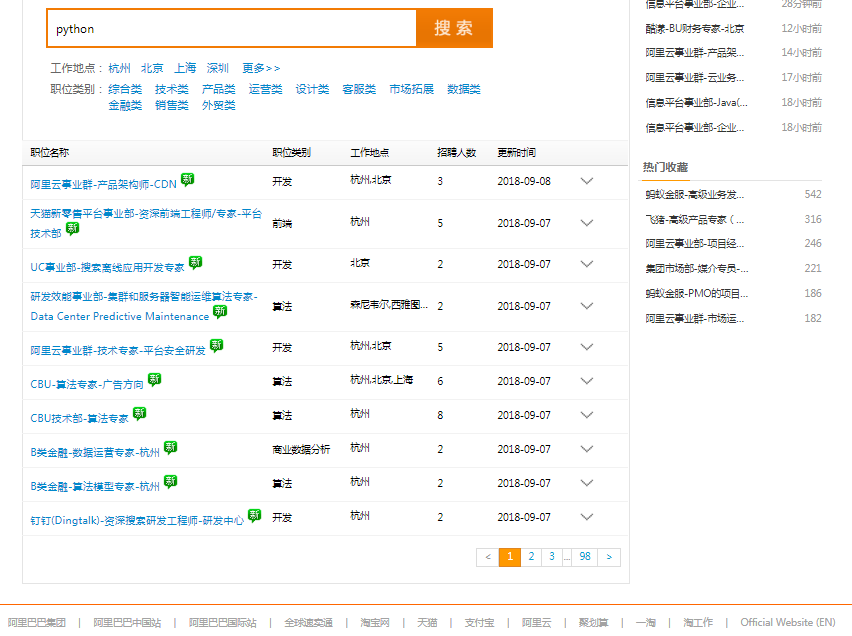 python 搜 索
工作地点： 杭州 北京 上海 深圳 更多>>
职位类别： 综合类 技术类 产品类 运营类 设计类 客服类 市场拓展 数据类
金融类 销售类 外贸类
职位名称 职位类别 工作地点 招聘人数 更新时间
阿里云事业群-产品架构师-CDN 新 开发 杭州,北京 3 2018-09-08
天猫新零售平台事业部-资深前端工程师/专家-平台
技术部 新 前端 杭州 5 2018-09-07
UC事业部-搜索离线应用开发专家 新 开发 北京 2 2018-09-07
研发效能事业部-集群和服务器智能运维算法专家-
Data Center Predictive Maintenance 新 算法 森尼韦尔,西雅图... 2 2018-09-07
阿里云事业群-技术专家-平台安全研发 新 开发 杭州,北京 5 2018-09-07
CBU-算法专家-广告方向 新 算法 杭州,北京,上海 6 2018-09-07
CBU技术部-算法专家 新 算法 杭州 8 2018-09-07
B类金融-数据运营专家-杭州 新 商业数据分析 杭州 2 2018-09-07
B类金融-算法模型专家-杭州 新 算法 杭州 2 2018-09-07
钉钉(Dingtalk)-资深搜索研发工程师-研发中心 新 开发 杭州 2 2018-09-07
< 1 2 3 ... 98 >
信息平台事业部-企业... 28分钟前
酷漾-BU财务专家-北京 12小时前
阿里云事业群-产品架... 14小时前
阿里云事业群-云业务... 17小时前
信息平台事业部-Java(... 18小时前
信息平台事业部-企业... 18小时前
热门收藏
蚂蚁金服-高级业务发... 542
飞猪-高级产品专家（... 316
阿里云事业部-项目经... 246
集团市场部-媒介专员-... 221
蚂蚁金服-PMO的项目... 186
阿里云事业群-市场运... 182
阿里巴巴集团 | 阿里巴巴中国站 | 阿里巴巴国际站 | 全球速卖通 | 淘宝网 | 天猫 | 支付宝 | 阿里云 | 聚划算 | 一淘 | 淘工作 | Official Website (EN)